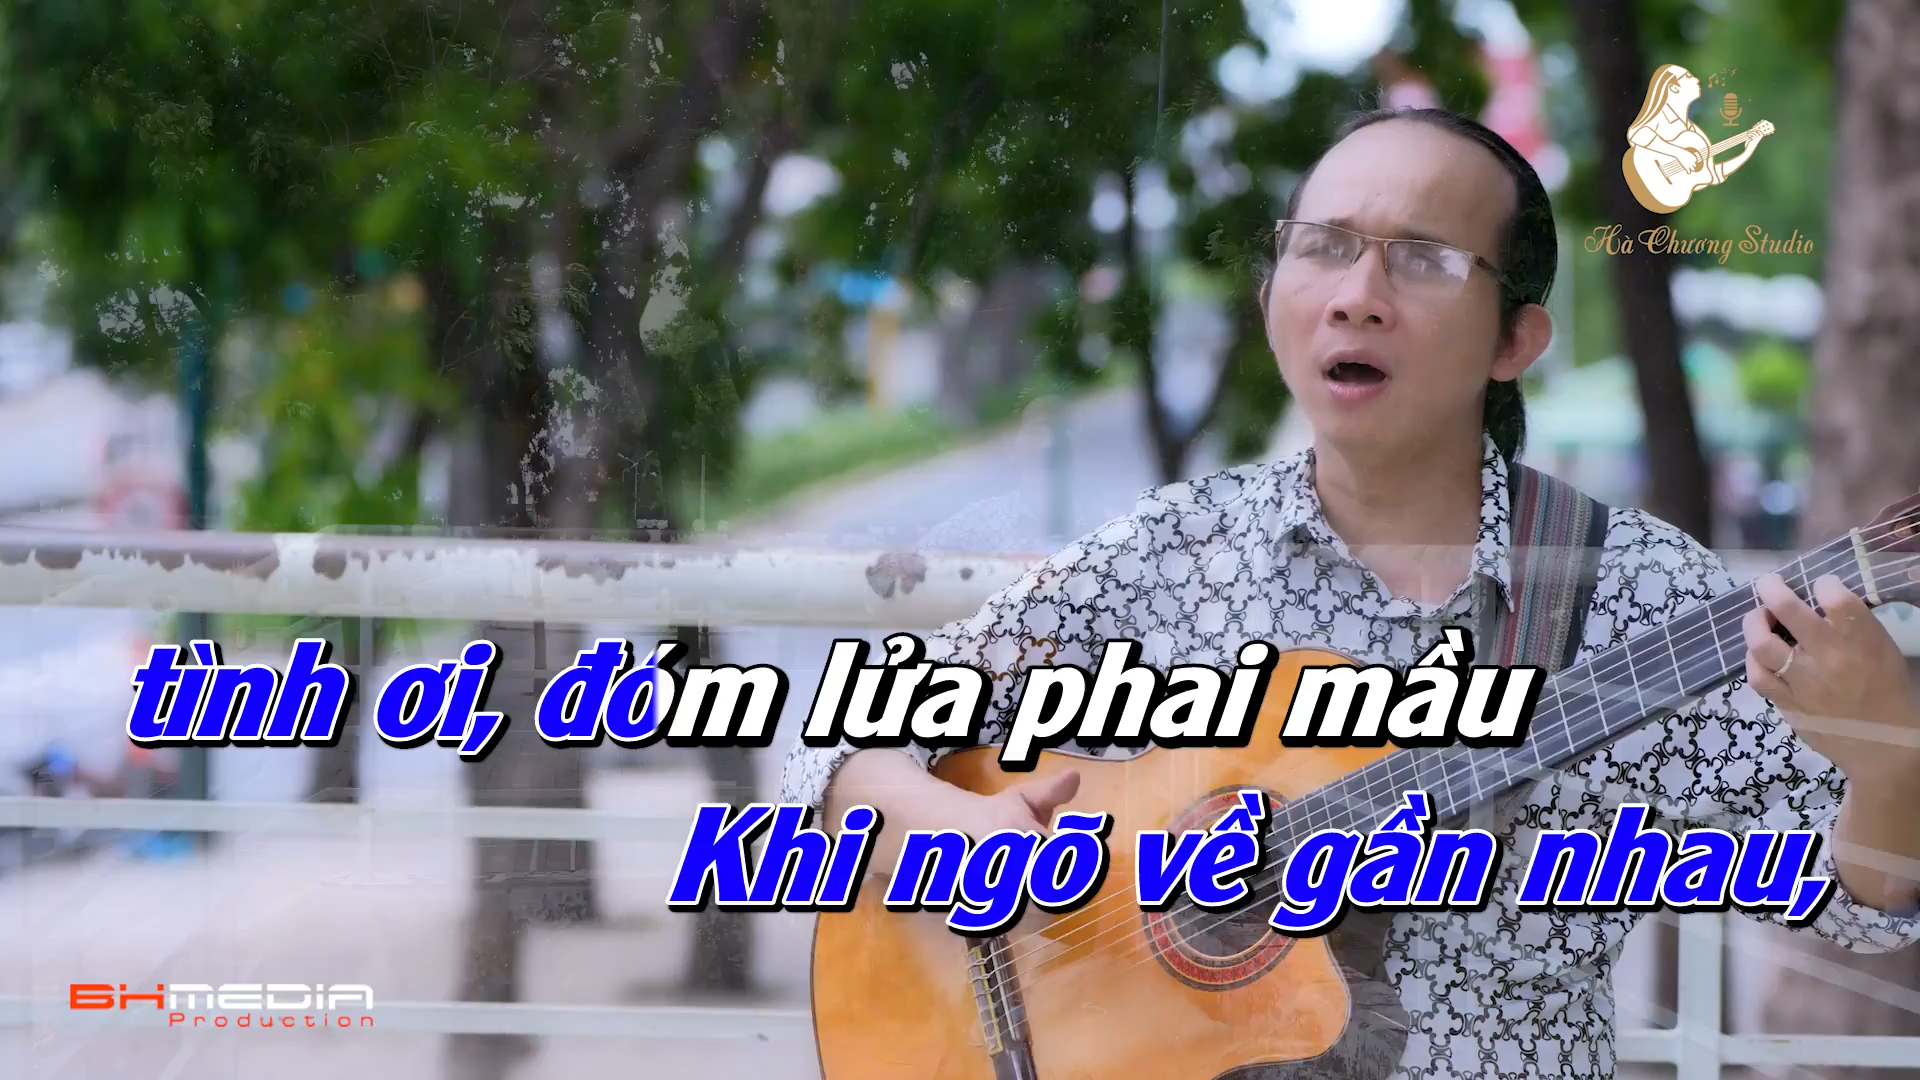 Hà Chương Studio
tình ơi, đóm lửa phai mầu
Khi ngõ về gần nhau,
BHMEDIA
Production